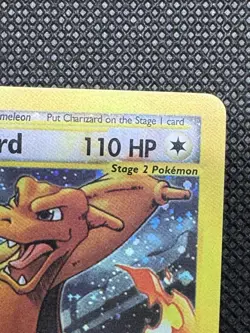 meleon Put Charizard on the Stage 1 card
rd 110 HP
Stage 2 Pokémon